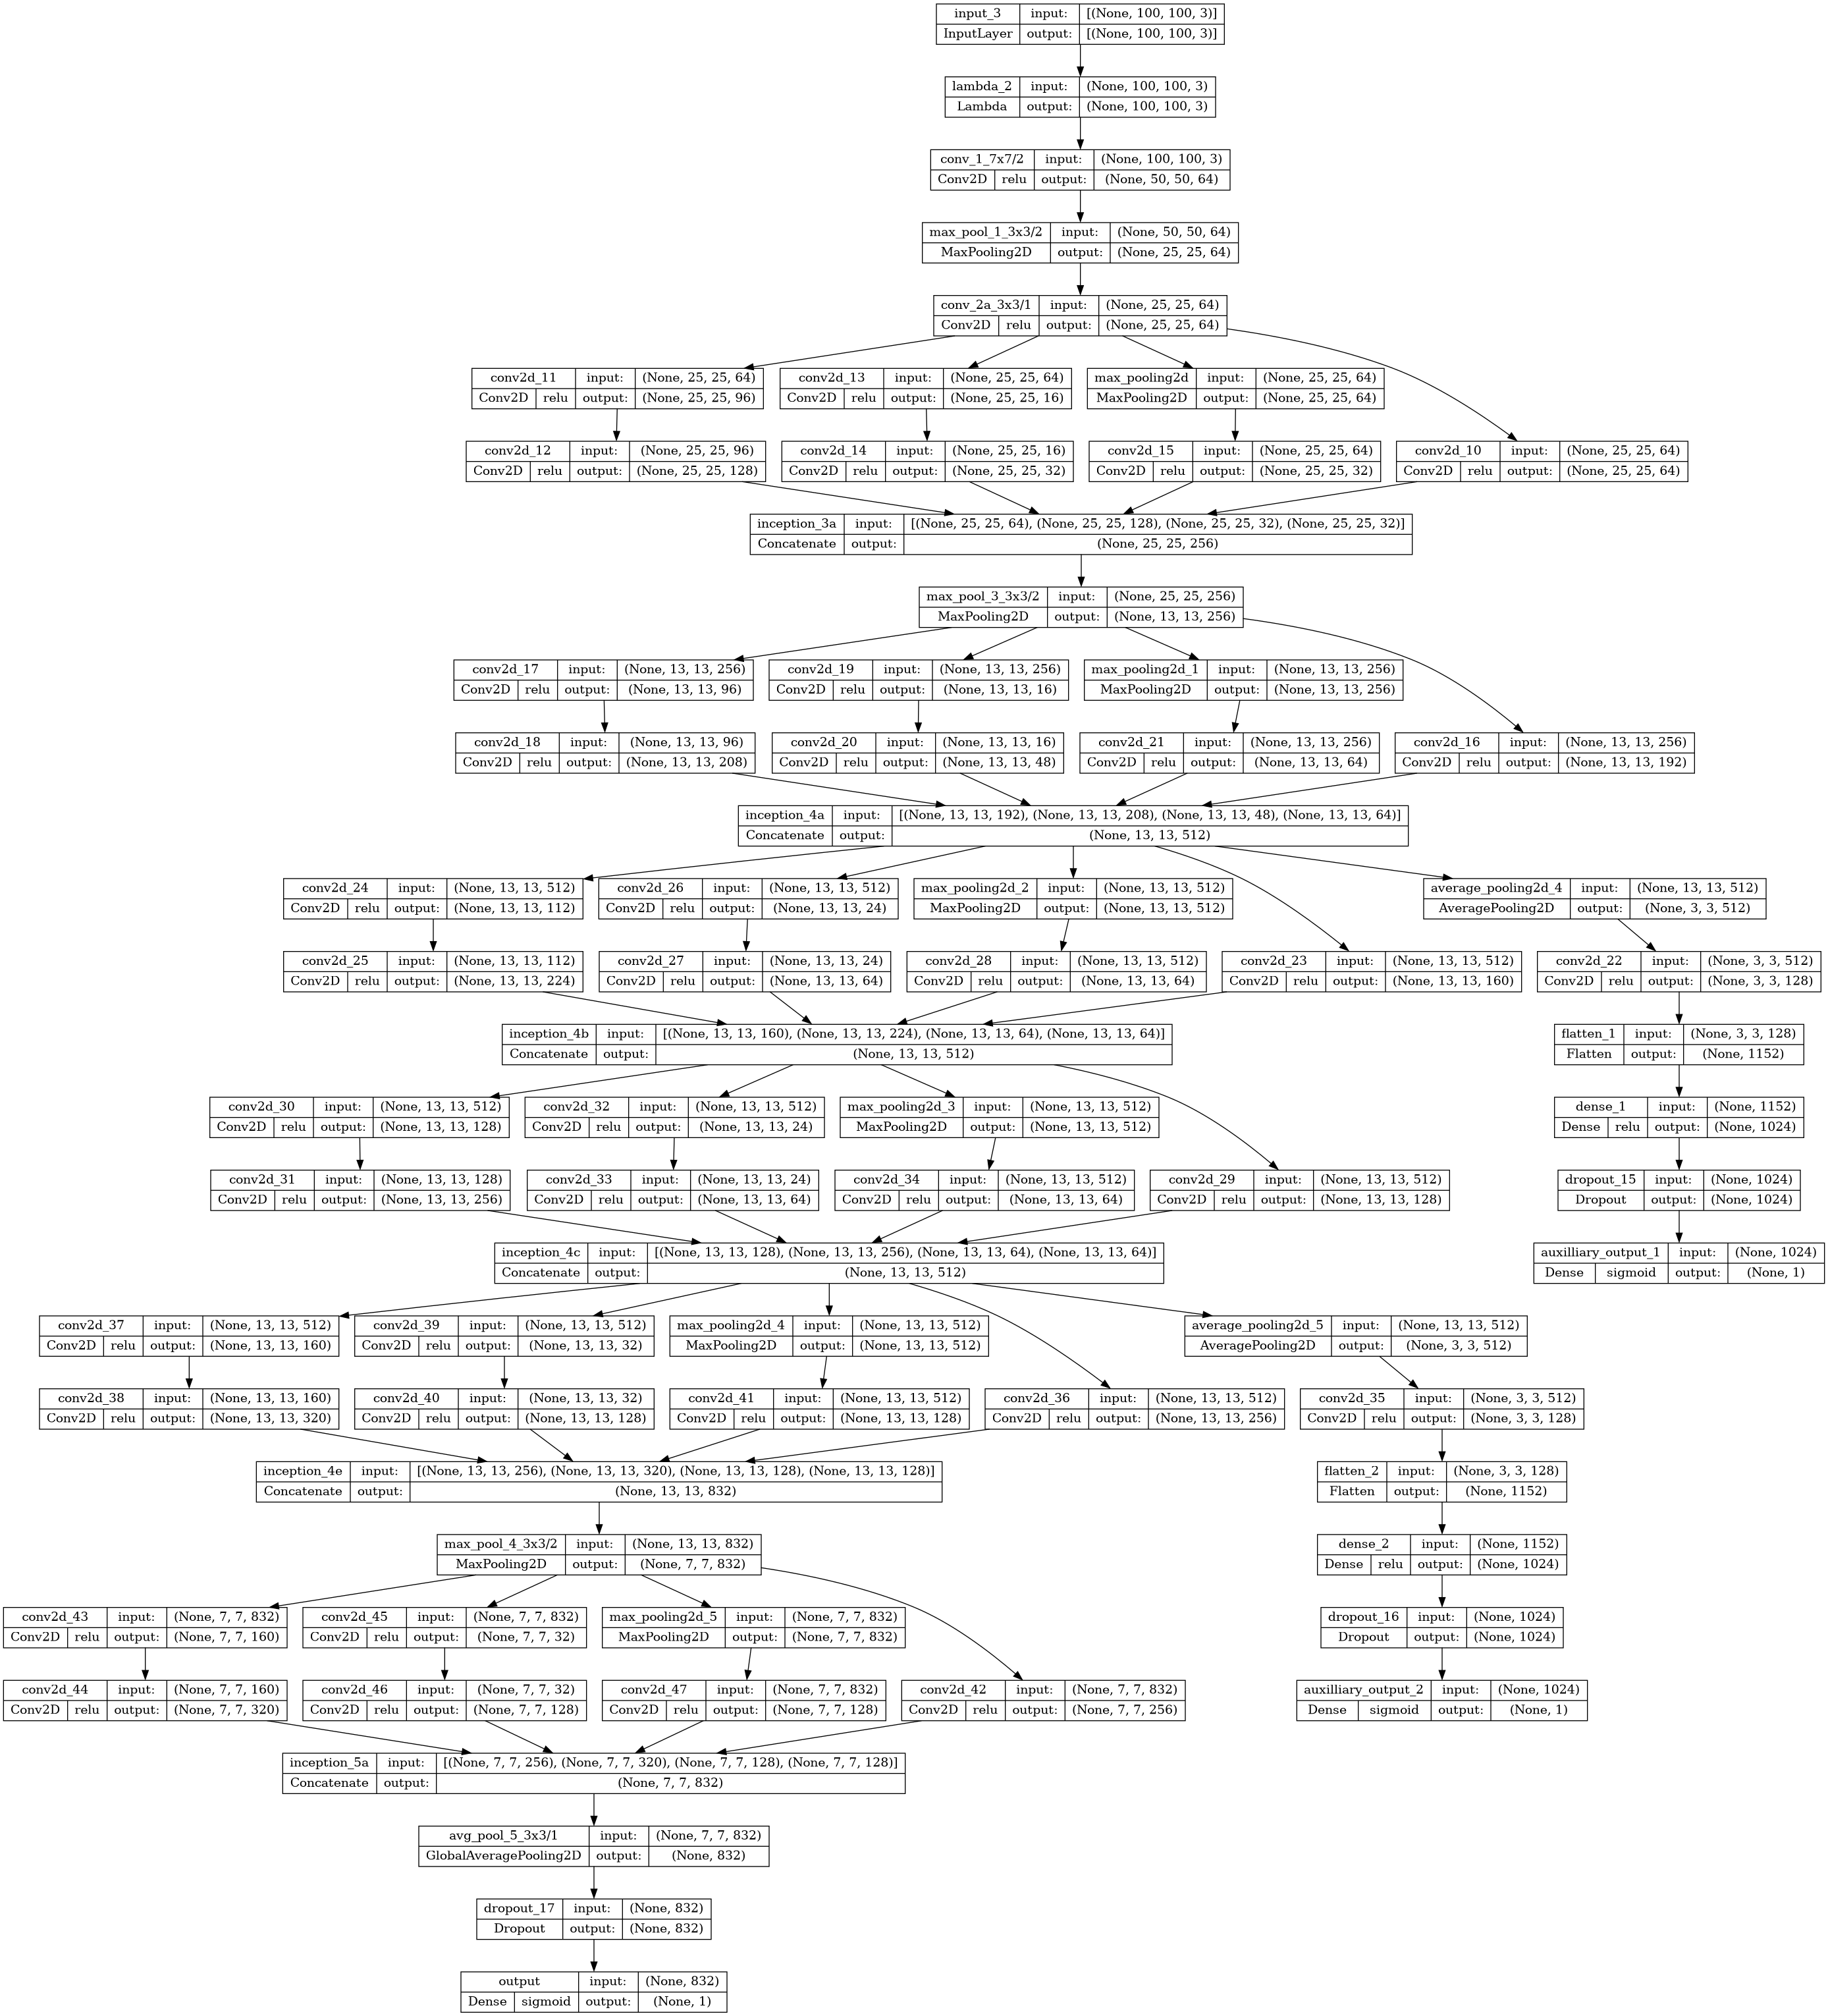 input_3 input: [(None, 100, 100, 3)]
InputLayer output: [(None, 100, 100, 3)]
lambda_2 input: (None, 100, 100, 3)
Lambda output: (None, 100, 100, 3)
conv_1_7x7/2 input: (None, 100, 100, 3)
Conv2D relu output: (None, 50, 50, 64)
max_pool_1_3x3/2 input: (None, 50, 50, 64)
MaxPooling2D output: (None, 25, 25, 64)
conv_2a_3x3/1 input: (None, 25, 25, 64)
Conv2D relu output: (None, 25, 25, 64)
conv2d_11 input: (None, 25, 25, 64)
Conv2D relu output: (None, 25, 25, 96)
conv2d_13 input: (None, 25, 25, 64)
Conv2D relu output: (None, 25, 25, 16)
max_pooling2d input: (None, 25, 25, 64)
MaxPooling2D output: (None, 25, 25, 64)
conv2d_12 input: (None, 25, 25, 96)
Conv2D relu output: (None, 25, 25, 128)
conv2d_14 input: (None, 25, 25, 16)
Conv2D relu output: (None, 25, 25, 32)
conv2d_15 input: (None, 25, 25, 64)
Conv2D relu output: (None, 25, 25, 32)
conv2d_10 input: (None, 25, 25, 64)
Conv2D relu output: (None, 25, 25, 64)
inception_3a input: [(None, 25, 25, 64), (None, 25, 25, 128), (None, 25, 25, 32), (None, 25, 25, 32)]
Concatenate output: (None, 25, 25, 256)
max_pool_3_3x3/2 input: (None, 25, 25, 256)
MaxPooling2D output: (None, 13, 13, 256)
conv2d_17 input: (None, 13, 13, 256)
Conv2D relu output: (None, 13, 13, 96)
conv2d_19 input: (None, 13, 13, 256)
Conv2D relu output: (None, 13, 13, 16)
max_pooling2d_1 input: (None, 13, 13, 256)
MaxPooling2D output: (None, 13, 13, 256)
conv2d_18 input: (None, 13, 13, 96)
Conv2D relu output: (None, 13, 13, 208)
conv2d_20 input: (None, 13, 13, 16)
Conv2D relu output: (None, 13, 13, 48)
conv2d_21 input: (None, 13, 13, 256)
Conv2D relu output: (None, 13, 13, 64)
conv2d_16 input: (None, 13, 13, 256)
Conv2D relu output: (None, 13, 13, 192)
inception_4a input: [(None, 13, 13, 192), (None, 13, 13, 208), (None, 13, 13, 48), (None, 13, 13, 64)]
Concatenate output: (None, 13, 13, 512)
conv2d_24 input: (None, 13, 13, 512)
Conv2D relu output: (None, 13, 13, 112)
conv2d_26 input: (None, 13, 13, 512)
Conv2D relu output: (None, 13, 13, 24)
max_pooling2d_2 input: (None, 13, 13, 512)
MaxPooling2D output: (None, 13, 13, 512)
average_pooling2d_4 input: (None, 13, 13, 512)
AveragePooling2D output: (None, 3, 3, 512)
conv2d_25 input: (None, 13, 13, 112)
Conv2D relu output: (None, 13, 13, 224)
conv2d_27 input: (None, 13, 13, 24)
Conv2D relu output: (None, 13, 13, 64)
conv2d_28 input: (None, 13, 13, 512)
Conv2D relu output: (None, 13, 13, 64)
conv2d_23 input: (None, 13, 13, 512)
Conv2D relu output: (None, 13, 13, 160)
conv2d_22 input: (None, 3, 3, 512)
Conv2D relu output: (None, 3, 3, 128)
inception_4b input: [(None, 13, 13, 160), (None, 13, 13, 224), (None, 13, 13, 64), (None, 13, 13, 64)]
Concatenate output: (None, 13, 13, 512)
flatten_1 input: (None, 3, 3, 128)
Flatten output: (None, 1152)
conv2d_30 input: (None, 13, 13, 512)
Conv2D relu output: (None, 13, 13, 128)
conv2d_32 input: (None, 13, 13, 512)
Conv2D relu output: (None, 13, 13, 24)
max_pooling2d_3 input: (None, 13, 13, 512)
MaxPooling2D output: (None, 13, 13, 512)
dense_1 input: (None, 1152)
Dense relu output: (None, 1024)
conv2d_31 input: (None, 13, 13, 128)
Conv2D relu output: (None, 13, 13, 256)
conv2d_33 input: (None, 13, 13, 24)
Conv2D relu output: (None, 13, 13, 64)
conv2d_34 input: (None, 13, 13, 512)
Conv2D relu output: (None, 13, 13, 64)
conv2d_29 input: (None, 13, 13, 512)
Conv2D relu output: (None, 13, 13, 128)
dropout_15 input: (None, 1024)
Dropout output: (None, 1024)
inception_4c input: [(None, 13, 13, 128), (None, 13, 13, 256), (None, 13, 13, 64), (None, 13, 13, 64)]
Concatenate output: (None, 13, 13, 512)
auxilliary_output_1 input: (None, 1024)
Dense sigmoid output: (None, 1)
conv2d_37 input: (None, 13, 13, 512)
Conv2D relu output: (None, 13, 13, 160)
conv2d_39 input: (None, 13, 13, 512)
Conv2D relu output: (None, 13, 13, 32)
max_pooling2d_4 input: (None, 13, 13, 512)
MaxPooling2D output: (None, 13, 13, 512)
average_pooling2d_5 input: (None, 13, 13, 512)
AveragePooling2D output: (None, 3, 3, 512)
conv2d_38 input: (None, 13, 13, 160)
Conv2D relu output: (None, 13, 13, 320)
conv2d_40 input: (None, 13, 13, 32)
Conv2D relu output: (None, 13, 13, 128)
conv2d_41 input: (None, 13, 13, 512)
Conv2D relu output: (None, 13, 13, 128)
conv2d_36 input: (None, 13, 13, 512)
Conv2D relu output: (None, 13, 13, 256)
conv2d_35 input: (None, 3, 3, 512)
Conv2D relu output: (None, 3, 3, 128)
inception_4e input: [(None, 13, 13, 256), (None, 13, 13, 320), (None, 13, 13, 128), (None, 13, 13, 128)]
Concatenate output: (None, 13, 13, 832)
flatten_2 input: (None, 3, 3, 128)
Flatten output: (None, 1152)
max_pool_4_3x3/2 input: (None, 13, 13, 832)
MaxPooling2D output: (None, 7, 7, 832)
dense_2 input: (None, 1152)
Dense relu output: (None, 1024)
conv2d_43 input: (None, 7, 7, 832)
Conv2D relu output: (None, 7, 7, 160)
conv2d_45 input: (None, 7, 7, 832)
Conv2D relu output: (None, 7, 7, 32)
max_pooling2d_5 input: (None, 7, 7, 832)
MaxPooling2D output: (None, 7, 7, 832)
dropout_16 input: (None, 1024)
Dropout output: (None, 1024)
conv2d_44 input: (None, 7, 7, 160)
Conv2D relu output: (None, 7, 7, 320)
conv2d_46 input: (None, 7, 7, 32)
Conv2D relu output: (None, 7, 7, 128)
conv2d_47 input: (None, 7, 7, 832)
Conv2D relu output: (None, 7, 7, 128)
conv2d_42 input: (None, 7, 7, 832)
Conv2D relu output: (None, 7, 7, 256)
auxilliary_output_2 input: (None, 1024)
Dense sigmoid output: (None, 1)
inception_5a input: [(None, 7, 7, 256), (None, 7, 7, 320), (None, 7, 7, 128), (None, 7, 7, 128)]
Concatenate output: (None, 7, 7, 832)
avg_pool_5_3x3/1 input: (None, 7, 7, 832)
GlobalAveragePooling2D output: (None, 832)
dropout_17 input: (None, 832)
Dropout output: (None, 832)
output input: (None, 832)
Dense sigmoid output: (None, 1)